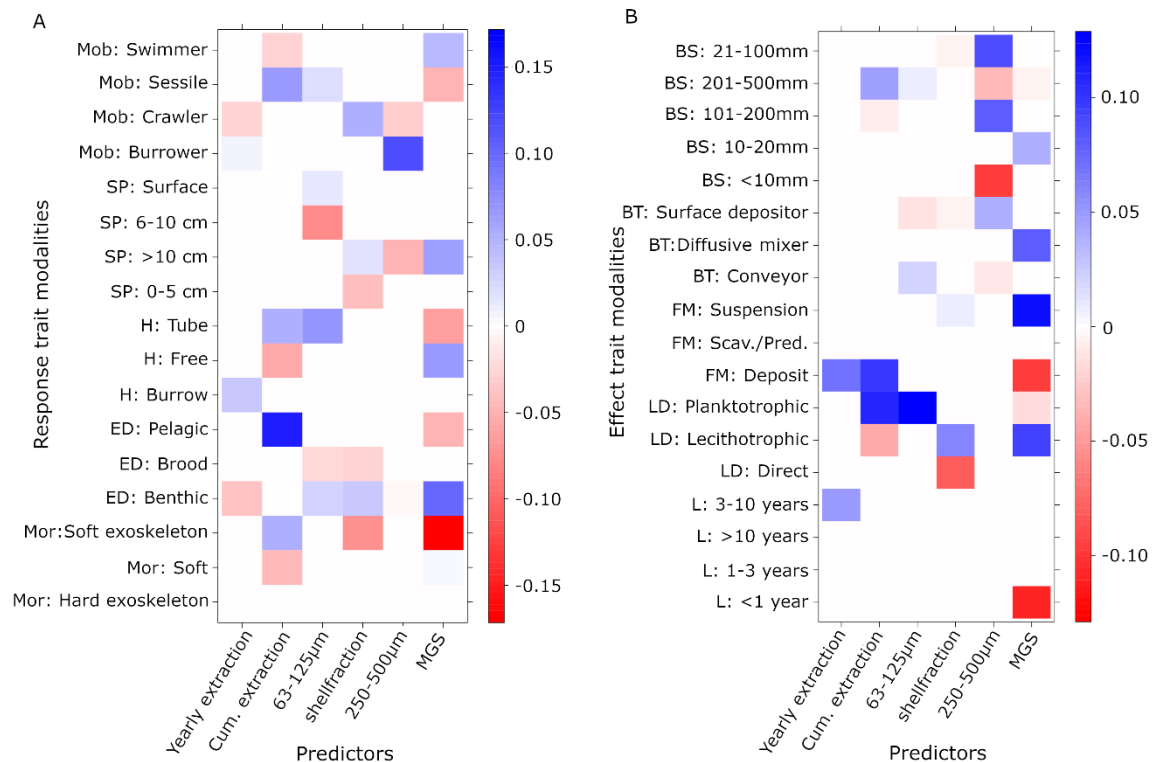 A
Response trait modalities
Mob: Swimmer
Mob: Sessile
Mob: Crawler
Mob: Burrower
SP: Surface
SP: 6-10 cm
SP: >10 cm
SP: 0-5 cm
H: Tube
H: Free
H: Burrow
ED: Pelagic
ED: Brood
ED: Benthic
Mor:Soft exoskeleton
Mor: Soft
Mor: Hard exoskeleton
Yearly extraction
Cum. extraction
63-125µm
shellfraction
250-500µm
MGS
Predictors
0.15
0.10
0.05
0
-0.05
-0.10
-0.15
B
Effect trait modalities
BS: 21-100mm
BS: 201-500mm
BS: 101-200mm
BS: 10-20mm
BS: <10mm
BT: Surface depositor
BT:Diffusive mixer
BT: Conveyor
FM: Suspension
FM: Scav./Pred.
FM: Deposit
LD: Planktotrophic
LD: Lecithotrophic
LD: Direct
L: 3-10 years
L: >10 years
L: 1-3 years
L: <1 year
Yearly extraction
Cum. extraction
63-125µm
shellfraction
250-500µm
MGS
Predictors
0.10
0.05
0
-0.05
-0.10